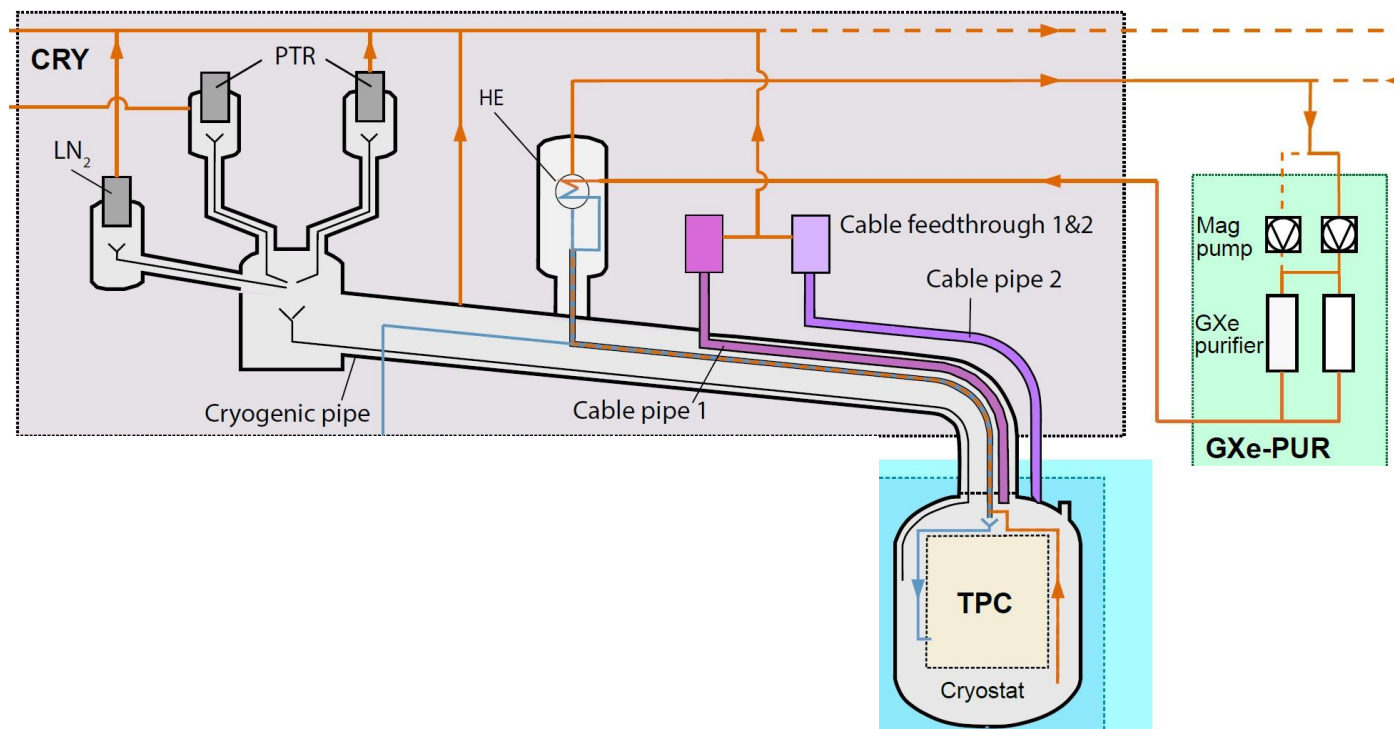 CRY
PTR
HE
LN₂
Cable feedthrough 1&2
Mag
pump
Cable pipe 2
GXe
purifier
Cryogenic pipe
Cable pipe 1
GXe-PUR
TPC
Cryostat